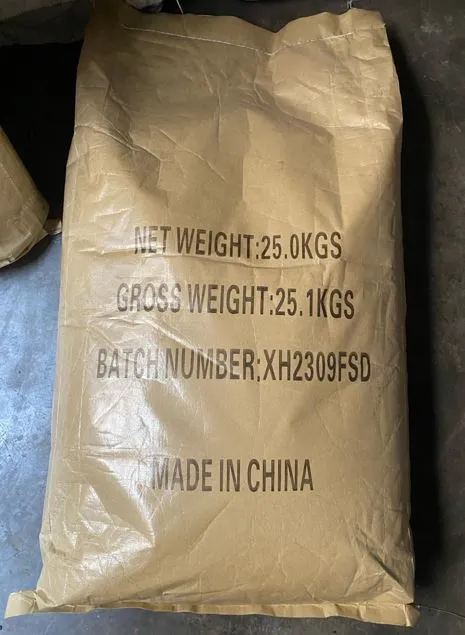 NET WEIGHT:25.0KGS
GROSS WEIGHT:25.1KGS
BATCH NUMBER:XH2309FSD
MADE IN CHINA